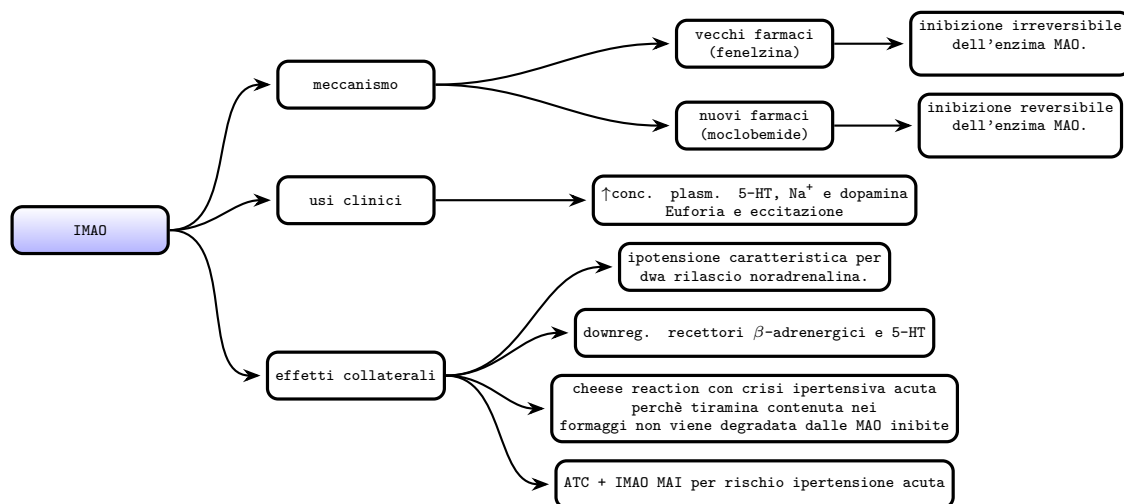 IMAO
meccanismo
vecchi farmaci
(fenelzina)
inibizione irreversibile
dell'enzima MAO.
nuovi farmaci
(moclobemide)
inibizione reversibile
dell'enzima MAO.
usi clinici
↑conc. plasm. 5-HT, Na⁺ e dopamina
Euforia e eccitazione
effetti collaterali
ipotensione caratteristica per
dwa rilascio noradrenalina.
downreg. recettori β-adrenergici e 5-HT
cheese reaction con crisi ipertensiva acuta
perchè tiramina contenuta nei
formaggi non viene degradata dalle MAO inibite
ATC + IMAO MAI per rischio ipertensione acuta